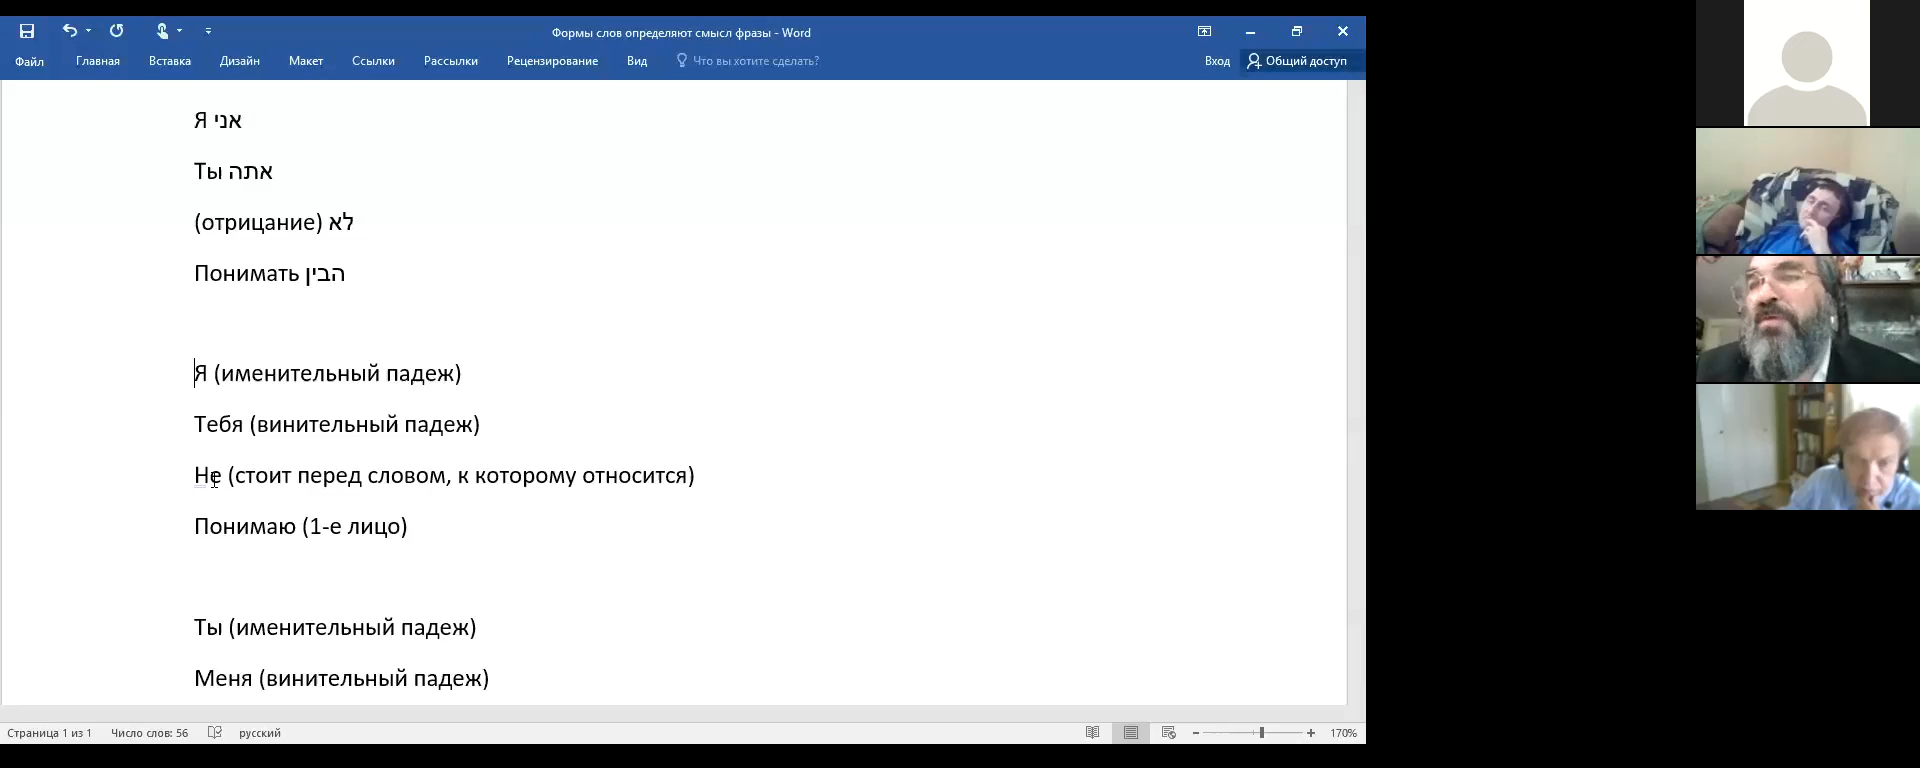 Формы слов определяют смысл фразы - Word
Файл Главная Вставка Дизайн Макет Ссылки Рассылки Рецензирование Вид Что вы хотите сделать? Вход Общий доступ
Я אני
Ты אתה
(отрицание) לא
Понимать הבין
Я (именительный падеж)
Тебя (винительный падеж)
Не (стоит перед словом, к которому относится)
Понимаю (1-е лицо)
Ты (именительный падеж)
Меня (винительный падеж)
Страница 1 из 1 Число слов: 56 русский 170%